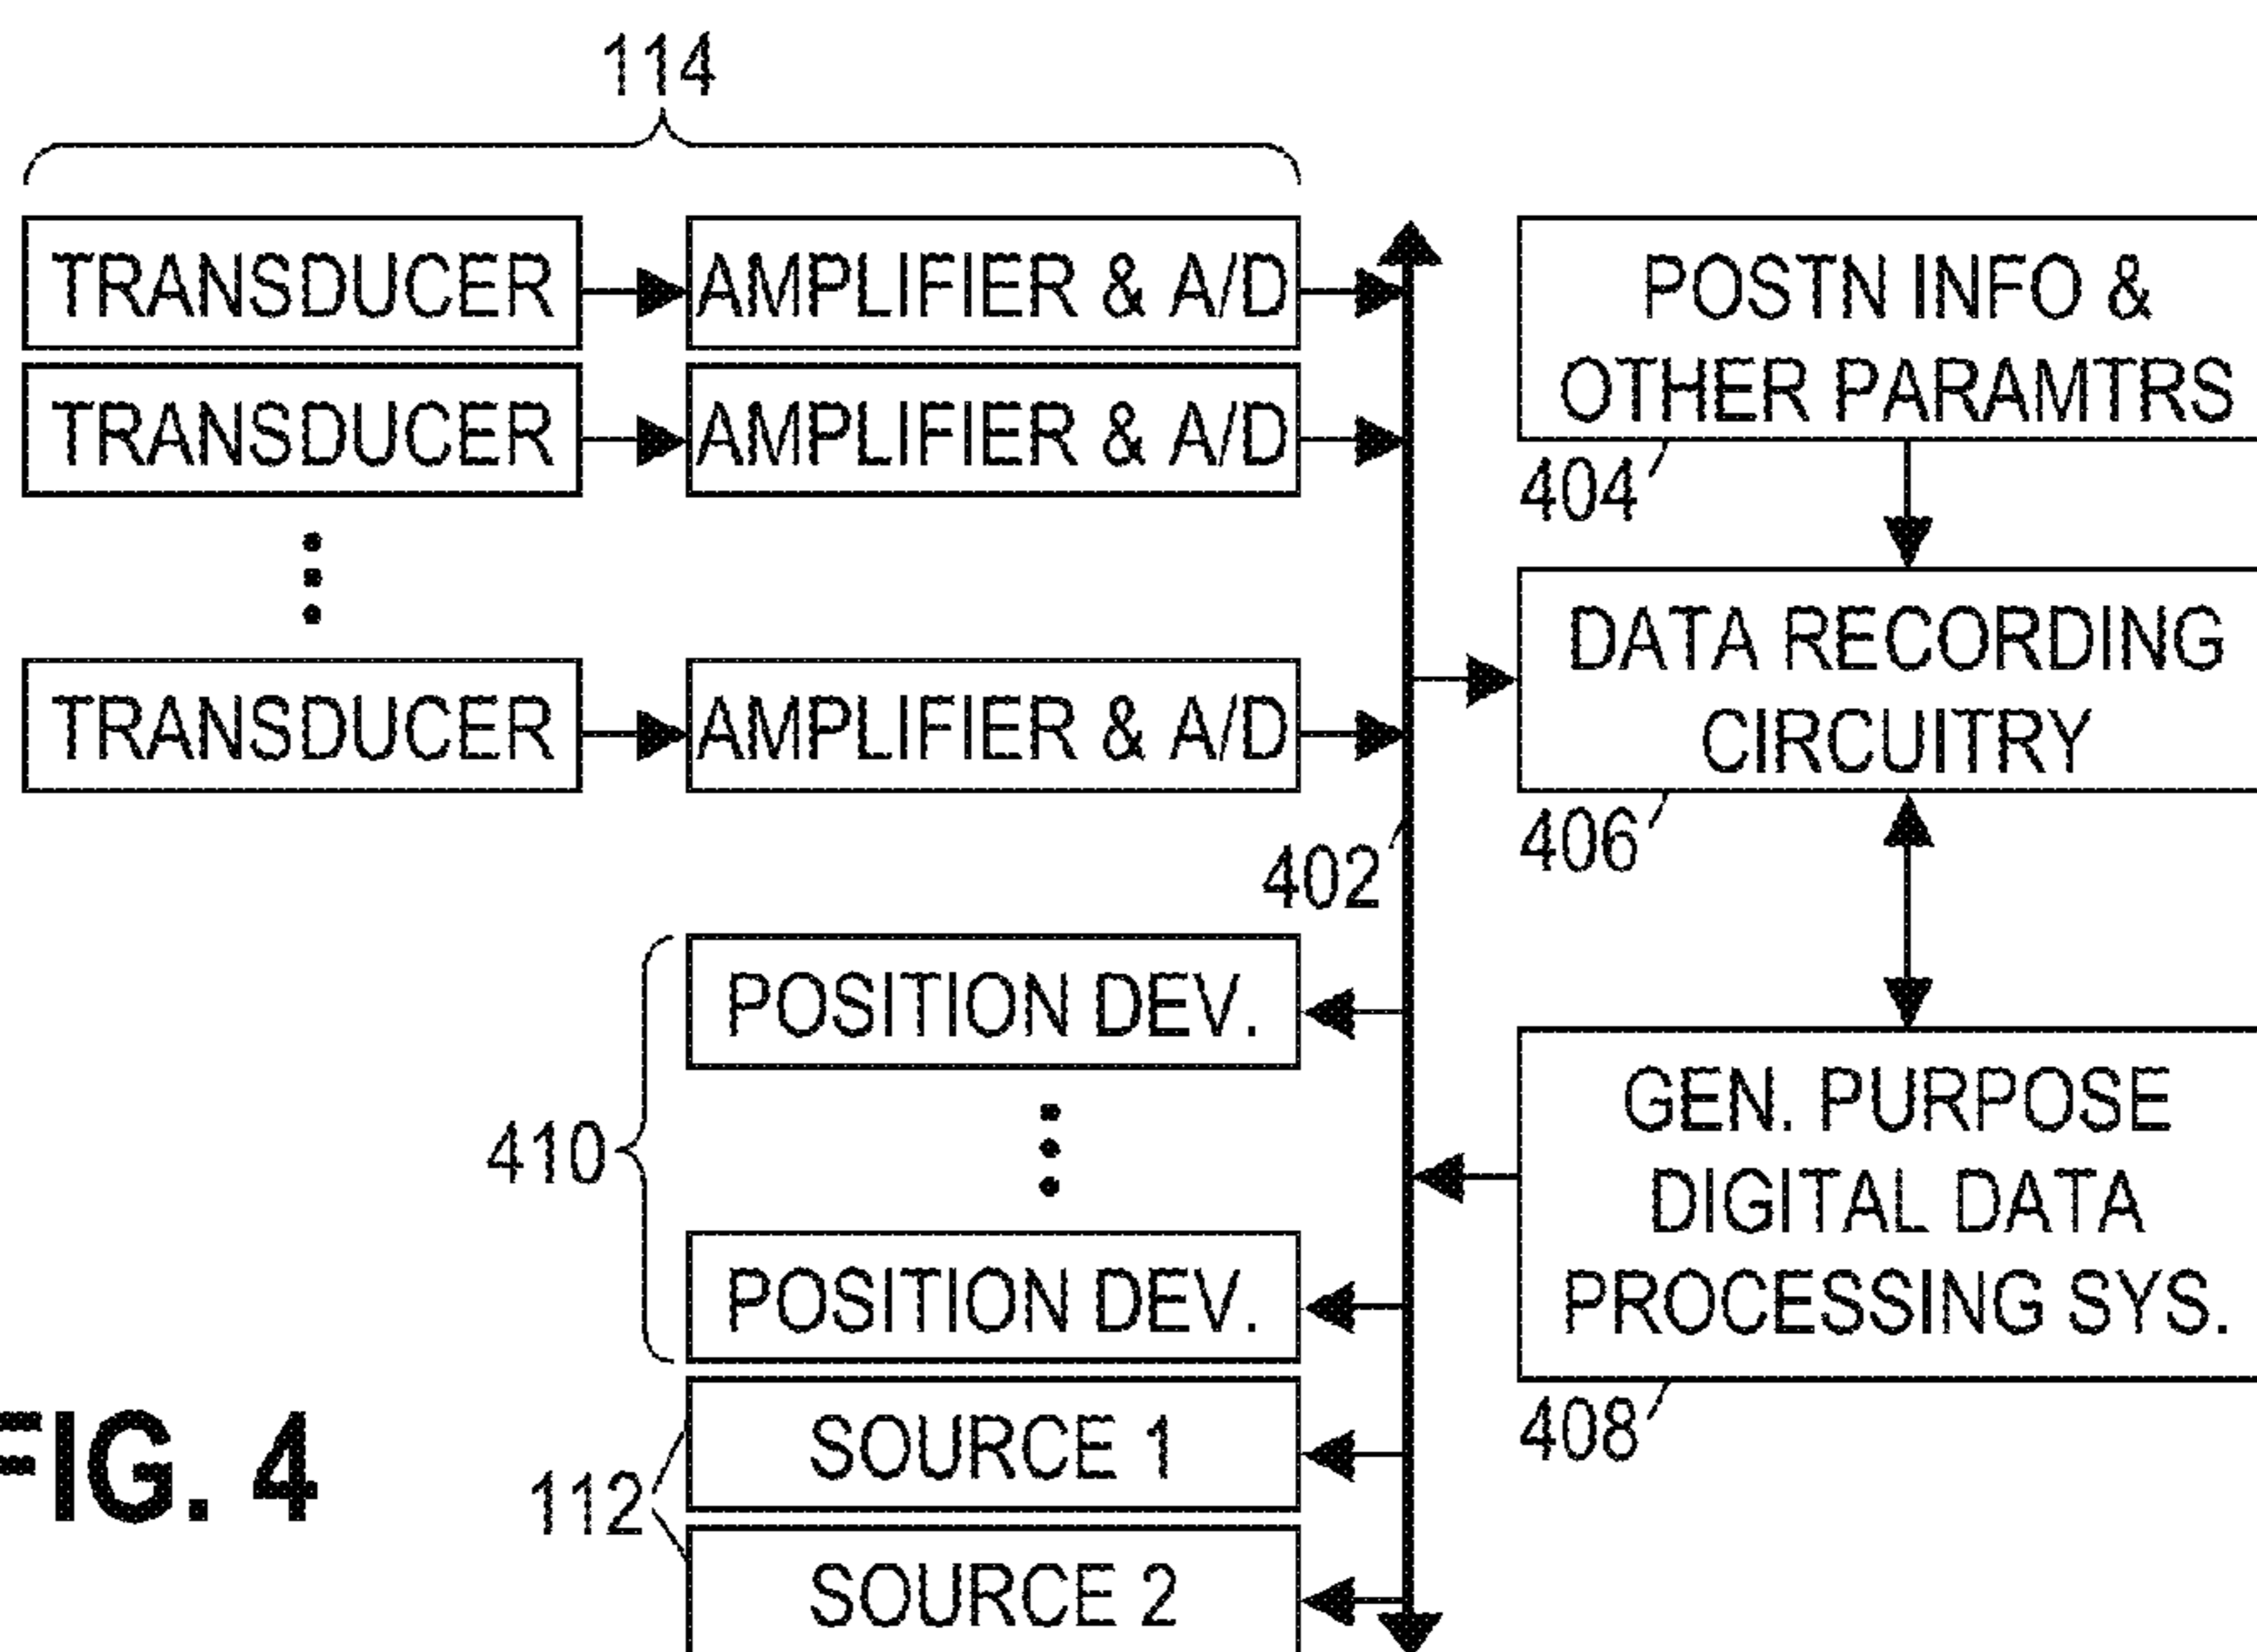 114
TRANSDUCER
AMPLIFIER & A/D
TRANSDUCER
AMPLIFIER & A/D
TRANSDUCER
AMPLIFIER & A/D
402
POSTN INFO &
OTHER PARAMTRS
404
DATA RECORDING
CIRCUITRY
406
410
POSITION DEV.
POSITION DEV.
GEN. PURPOSE
DIGITAL DATA
PROCESSING SYS.
408
112
SOURCE 1
SOURCE 2
FIG. 4